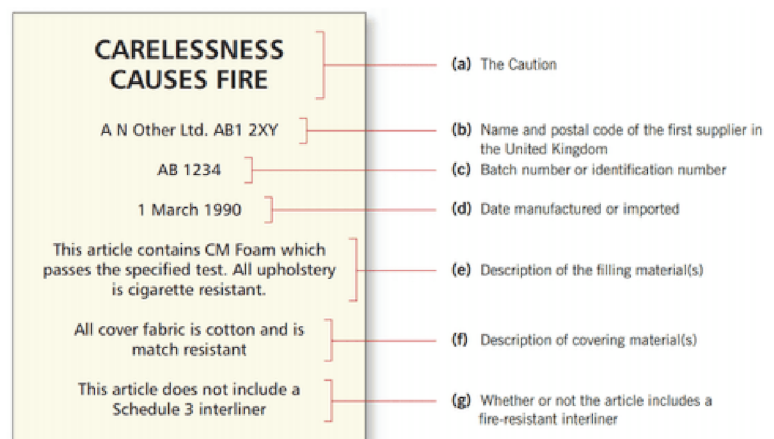 CARELESSNESS
CAUSES FIRE
(a) The Caution
A N Other Ltd. AB1 2XY
(b) Name and postal code of the first supplier in
the United Kingdom
AB 1234
(c) Batch number or identification number
1 March 1990
(d) Date manufactured or imported
This article contains CM Foam which
passes the specified test. All upholstery
is cigarette resistant.
(e) Description of the filling material(s)
All cover fabric is cotton and is
match resistant
(f) Description of covering material(s)
This article does not include a
Schedule 3 interliner
(g) Whether or not the article includes a
fire-resistant interliner